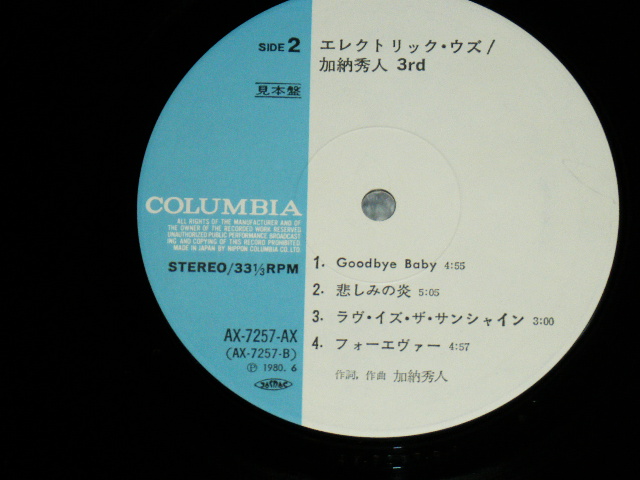 SIDE 2
エレクトリック・ウズ/
加納秀人 3rd
見本盤
COLUMBIA
ALL RIGHTS OF THE MANUFACTURER AND OF
THE OWNER OF THE RECORDED WORK RESERVED
UNAUTHORIZED PUBLIC PERFORMANCE BROADCAST
ING AND COPYING OF THIS RECORD PROHIBITED
MADE IN JAPAN BY NIPPON COLUMBIA CO. LTD.
STEREO/33 1/3 RPM
AX-7257-AX
(AX-7257-B)
Ⓟ 1980. 6
1. Goodbye Baby 4:55
2. 悲しみの炎 5:05
3. ラヴ・イズ・ザ・サンシャイン 3:00
4. フォーエヴァー 4:57
作詞, 作曲 加納秀人